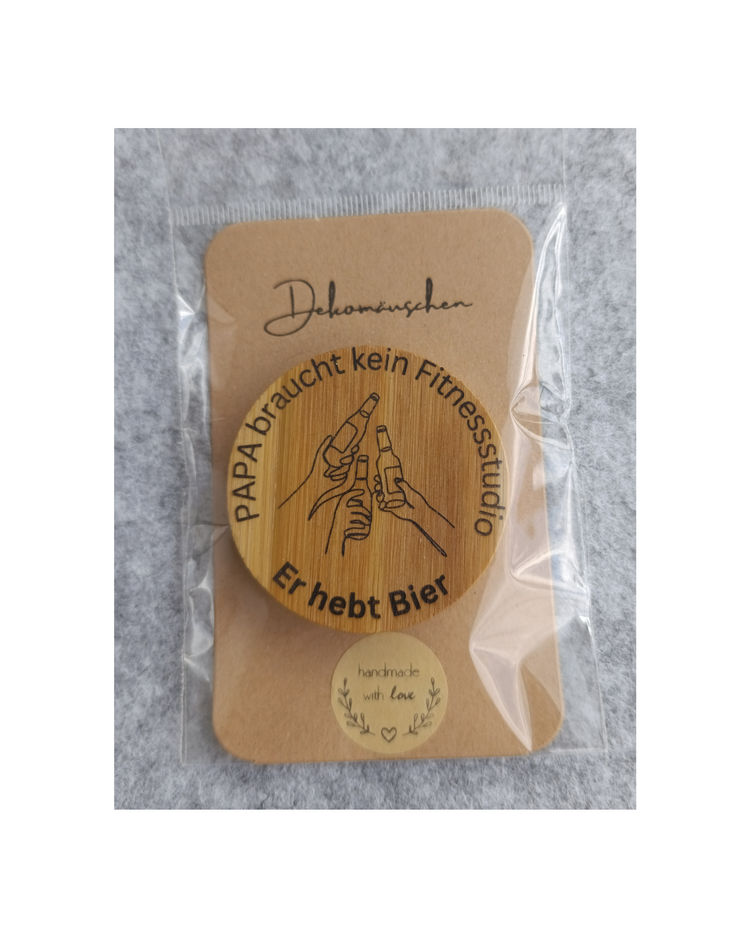 Dekomäuschen
PAPA braucht kein Fitnessstudio
Er hebt Bier
handmade
with love